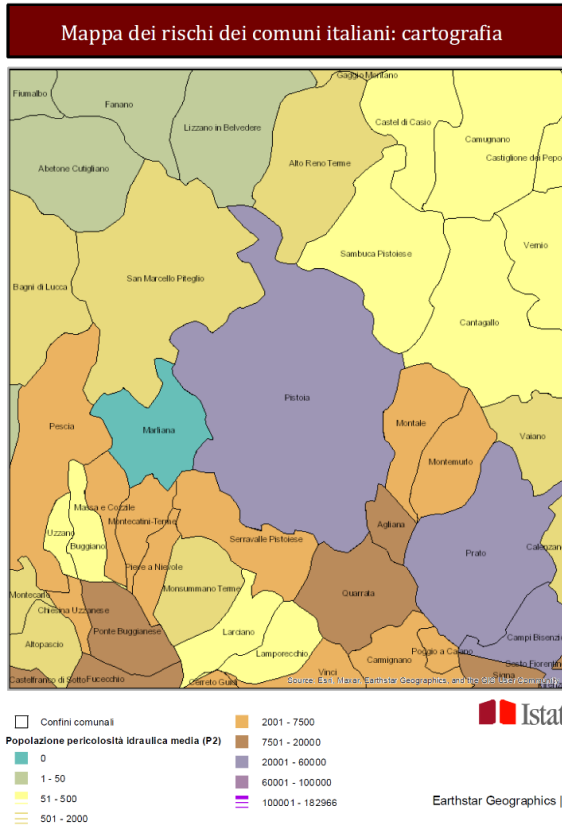 Mappa dei rischi dei comuni italiani: cartografia
Gaggio Montano
Fiumalbo
Fanano
Lizzano in Belvedere
Castel di Casio
Camugnano
Castiglione dei Pepo
Abetone Cutigliano
Alto Reno Terme
Sambuca Pistoiese
Vernio
San Marcello Piteglio
Bagni di Lucca
Cantagallo
Pistoia
Pescia
Marliana
Montale
Vaiano
Montemurlo
Massa e Cozzile
Montecatini-Terme
Agliana
Uzzano
Buggiano
Serravalle Pistoiese
Prato
Calenzano
Pieve a Nievole
Monsummano Terme
Quarrata
Montecarlo
Chiesina Uzzanese
Ponte Buggianese
Larciano
Campi Bisenzio
Altopascio
Lamporecchio
Poggio a Caiano
Carmignano
Sesto Fiorentin
Vinci
Signa
Castelfranco di Sotto
Fucecchio
Cerreto Guidi
Source: Esri, Maxar, Earthstar Geographics, and the GIS User Community
Confini comunali
Popolazione pericolosità idraulica media (P2)
0
1 - 50
51 - 500
501 - 2000
2001 - 7500
7501 - 20000
20001 - 60000
60001 - 100000
100001 - 182966
Istat
Earthstar Geographics |